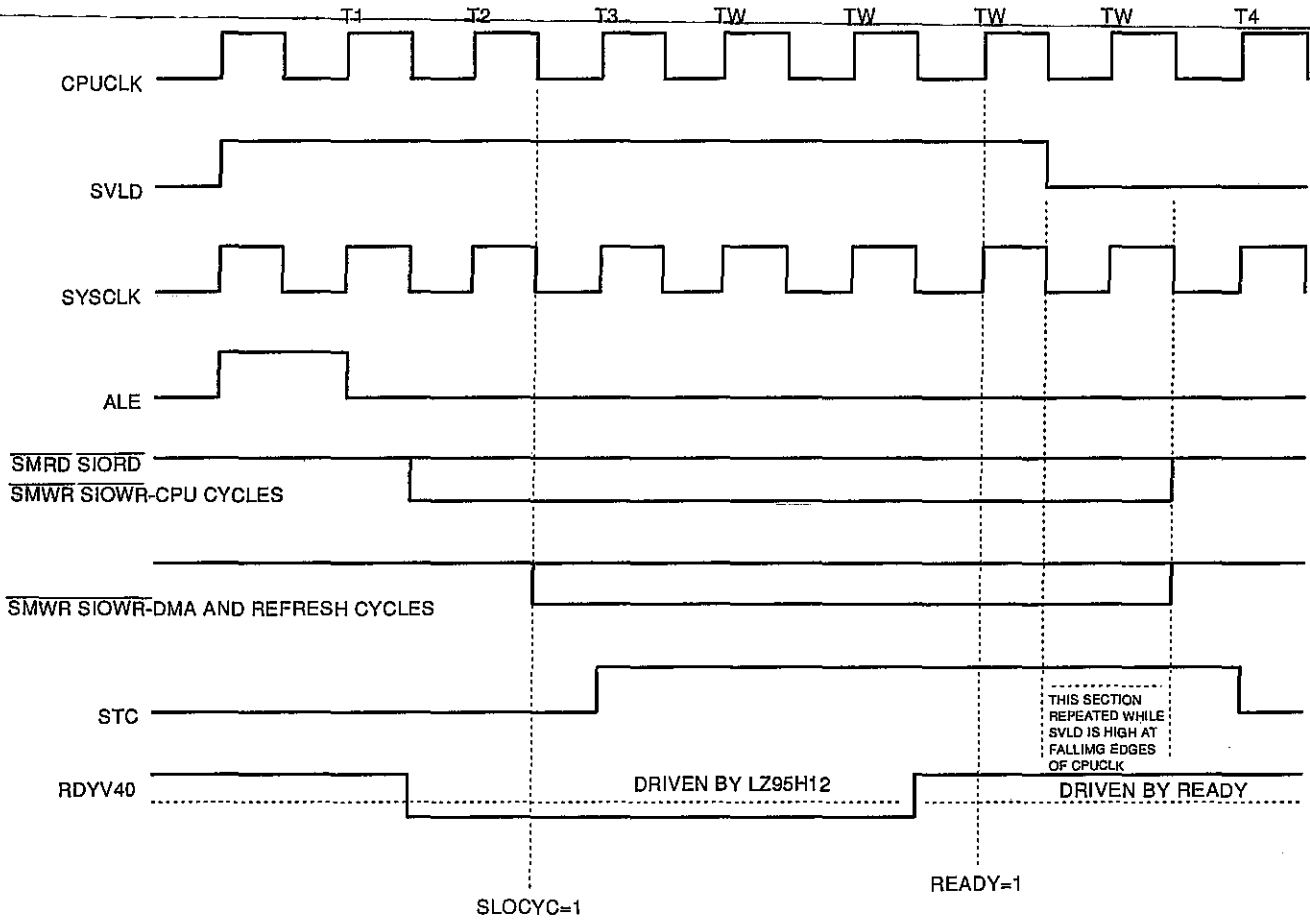 T1 T2 T3 TW TW TW TW T4
CPUCLK
SVLD
SYSCLK
ALE
SMRD SIORD
SMWR SIOWR-CPU CYCLES
SMWR SIOWR-DMA AND REFRESH CYCLES
STC
THIS SECTION
REPEATED WHILE
SVLD IS HIGH AT
FALLIMG EDGES
OF CPUCLK
RDYV40
DRIVEN BY LZ95H12
DRIVEN BY READY
READY=1
SLOCYC=1